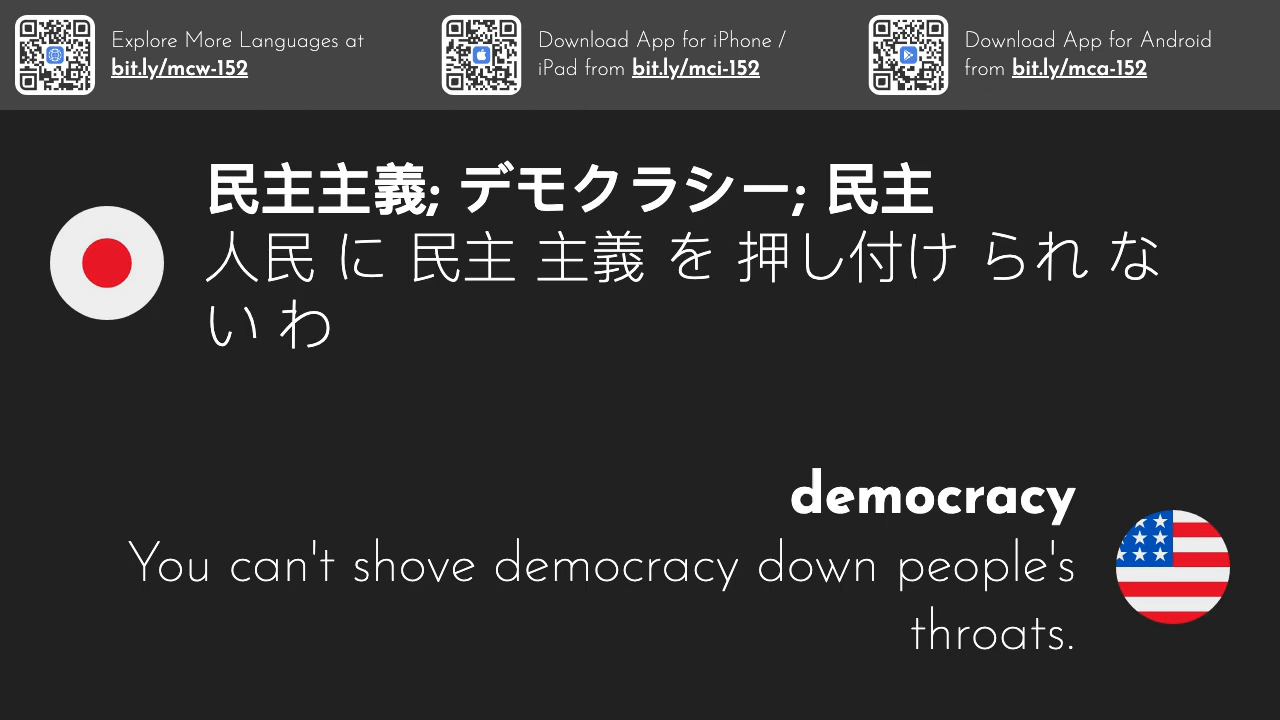 Explore More Languages at
bit.ly/mcw-152
Download App for iPhone /
iPad from bit.ly/mci-152
Download App for Android
from bit.ly/mca-152
民主主義; デモクラシー; 民主
人民 に 民主 主義 を 押し付け られ な
い わ
democracy
You can't shove democracy down people's
throats.